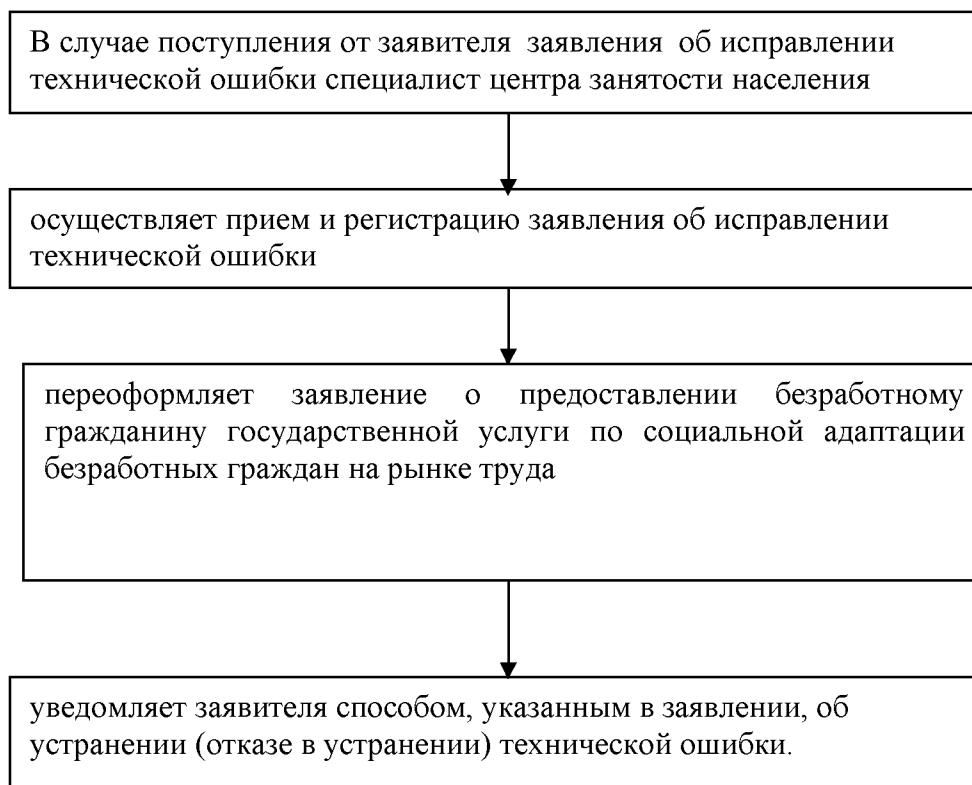 В случае поступления от заявителя заявления об исправлении
технической ошибки специалист центра занятости населения
осуществляет прием и регистрацию заявления об исправлении
технической ошибки
переоформляет заявление о предоставлении безработному
гражданину государственной услуги по социальной адаптации
безработных граждан на рынке труда
уведомляет заявителя способом, указанным в заявлении, об
устранении (отказе в устранении) технической ошибки.